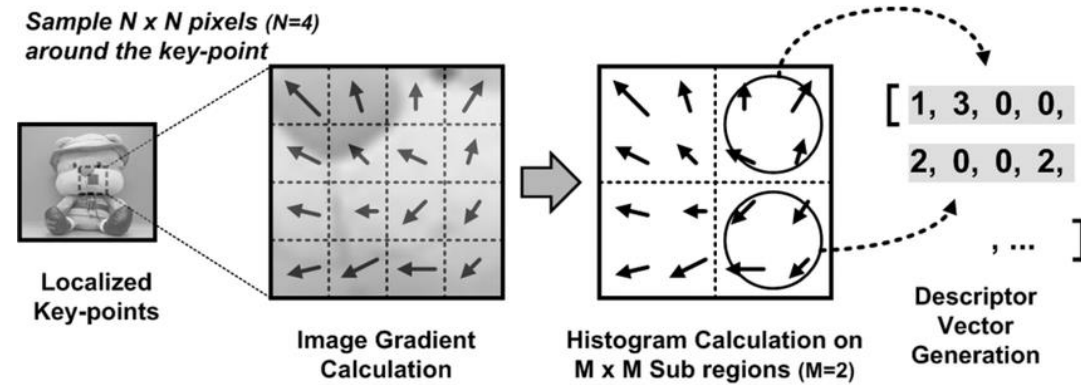 Sample N x N pixels (N=4)
around the key-point
Localized
Key-points
Image Gradient
Calculation
Histogram Calculation on
M x M Sub regions (M=2)
[ 1, 3, 0, 0,
2, 0, 0, 2,
, ... ]
Descriptor
Vector
Generation